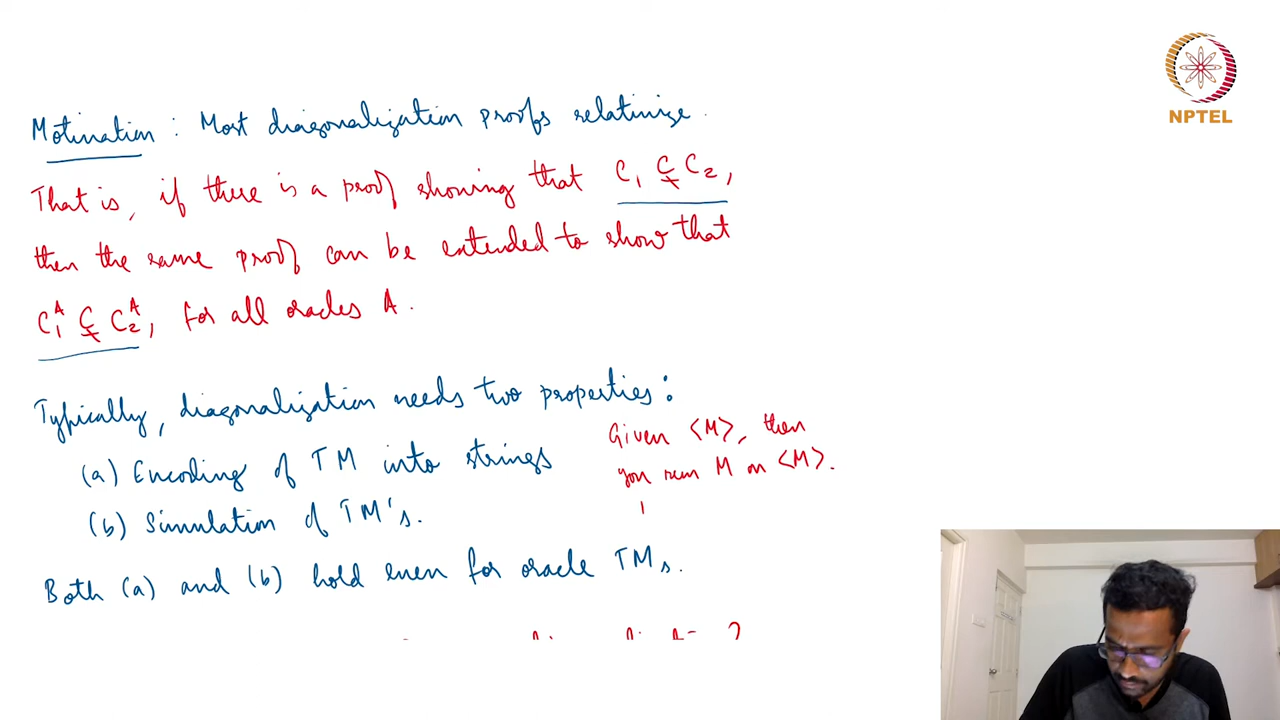 NPTEL
Motivation : Most diagonalization proofs relativize.
That is, if there is a proof showing that C₁ ⊊ C₂,
then the same proof can be extended to show that
C₁ᴬ ⊊ C₂ᴬ, for all oracles A.
Typically, diagonalization needs two properties:
(a) Encoding of TM into strings
(b) Simulation of TM's.
Given <M>, then
you run M on <M>.
Both (a) and (b) hold even for oracle TMs.